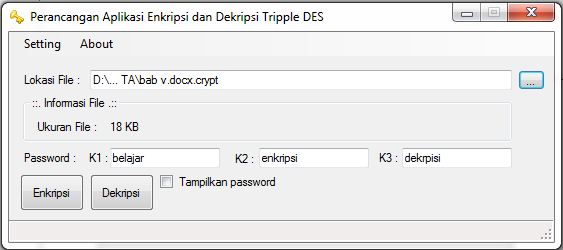 Perancangan Aplikasi Enkripsi dan Dekripsi Tripple DES
Setting About
Lokasi File : D:\... TA\bab v.docx.crypt ...
::. Informasi File .::
Ukuran File : 18 KB
Password : K1 : belajar K2 : enkripsi K3 : dekrpisi
Enkripsi Dekripsi Tampilkan password